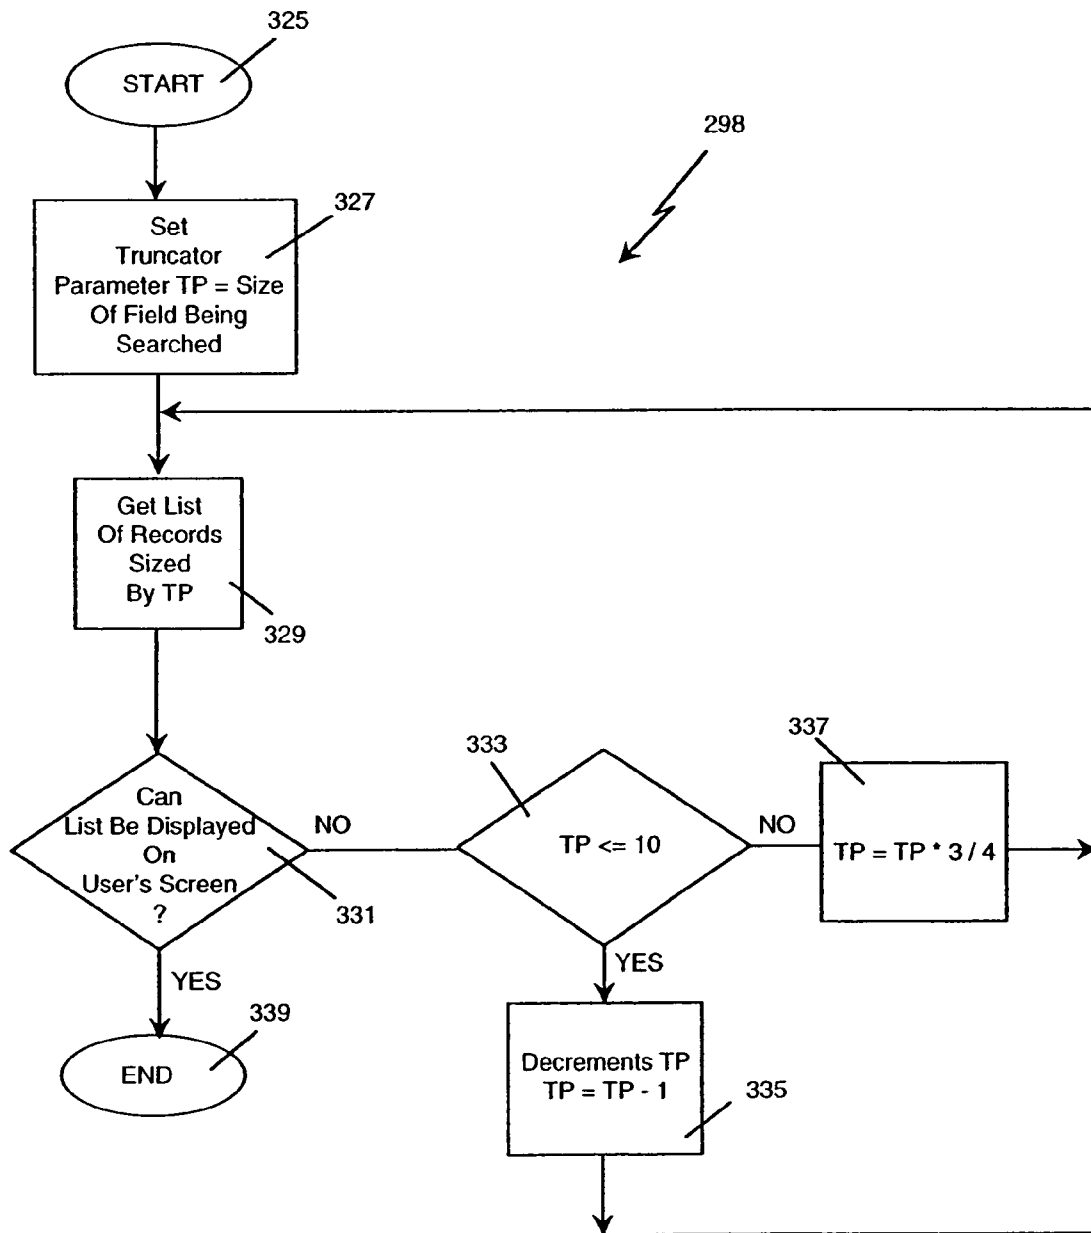 325
START
298
327
Set
Truncator
Parameter TP = Size
Of Field Being
Searched
Get List
Of Records
Sized
By TP
329
337
333
Can
List Be Displayed
On
User's Screen
?
NO
TP <= 10
NO
TP = TP * 3 / 4
331
YES
YES
339
END
Decrements TP
TP = TP - 1
335